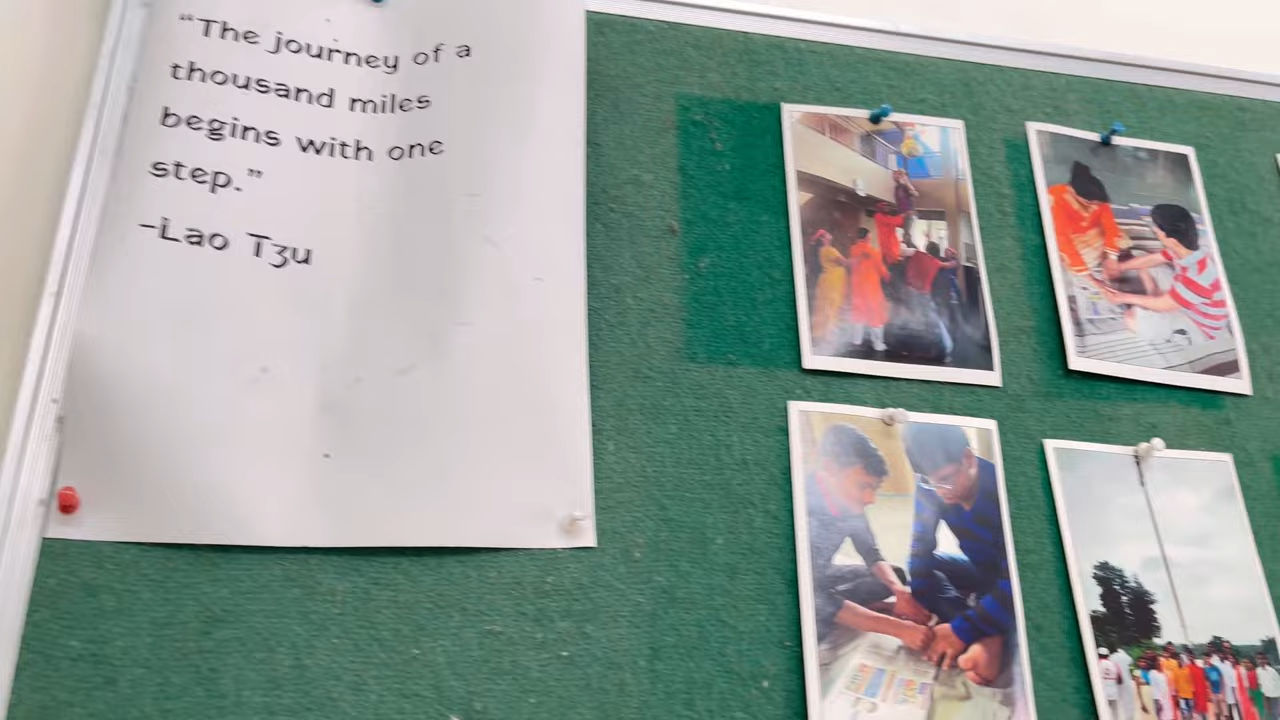 “The journey of a
thousand miles
begins with one
step.”
-Lao Tzu